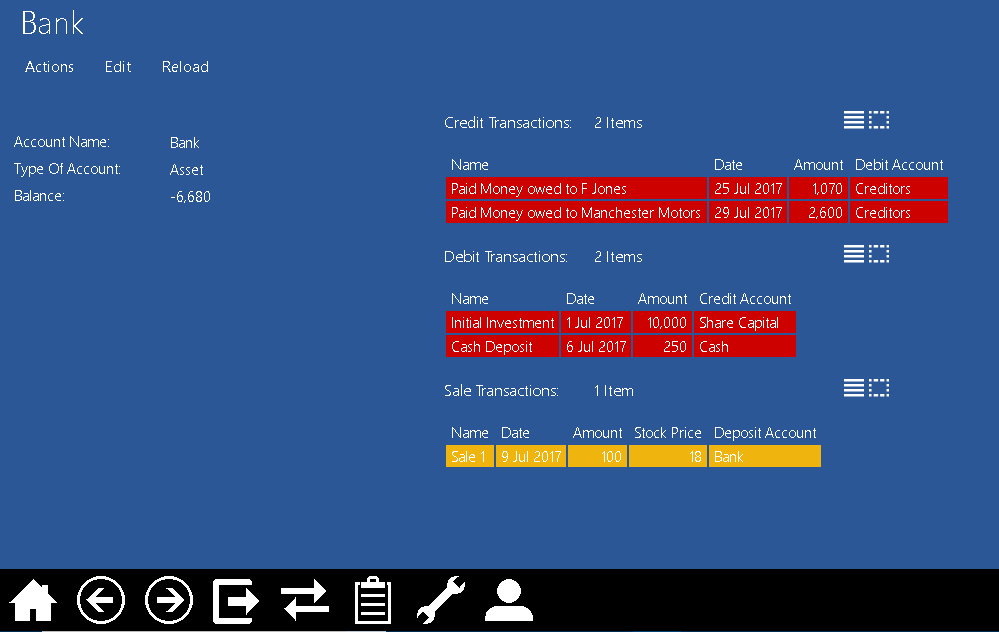 Bank
Actions Edit Reload
Account Name: Bank
Type Of Account: Asset
Balance: -6,680
Credit Transactions: 2 Items
Name Date Amount Debit Account
Paid Money owed to F Jones 25 Jul 2017 1,070 Creditors
Paid Money owed to Manchester Motors 29 Jul 2017 2,600 Creditors
Debit Transactions: 2 Items
Name Date Amount Credit Account
Initial Investment 1 Jul 2017 10,000 Share Capital
Cash Deposit 6 Jul 2017 250 Cash
Sale Transactions: 1 Item
Name Date Amount Stock Price Deposit Account
Sale 1 9 Jul 2017 100 18 Bank